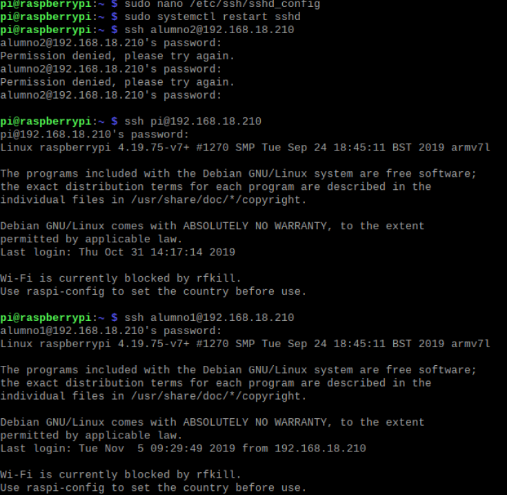 pi@raspberrypi:~ $ sudo nano /etc/ssh/sshd_config
pi@raspberrypi:~ $ sudo systemctl restart sshd
pi@raspberrypi:~ $ ssh alumno2@192.168.18.210
alumno2@192.168.18.210's password:
Permission denied, please try again.
alumno2@192.168.18.210's password:
Permission denied, please try again.
alumno2@192.168.18.210's password:
pi@raspberrypi:~ $ ssh pi@192.168.18.210
pi@192.168.18.210's password:
Linux raspberrypi 4.19.75-v7+ #1270 SMP Tue Sep 24 18:45:11 BST 2019 armv7l
The programs included with the Debian GNU/Linux system are free software;
the exact distribution terms for each program are described in the
individual files in /usr/share/doc/*/copyright.
Debian GNU/Linux comes with ABSOLUTELY NO WARRANTY, to the extent
permitted by applicable law.
Last login: Thu Oct 31 14:17:14 2019
Wi-Fi is currently blocked by rfkill.
Use raspi-config to set the country before use.
pi@raspberrypi:~ $ ssh alumno1@192.168.18.210
alumno1@192.168.18.210's password:
Linux raspberrypi 4.19.75-v7+ #1270 SMP Tue Sep 24 18:45:11 BST 2019 armv7l
The programs included with the Debian GNU/Linux system are free software;
the exact distribution terms for each program are described in the
individual files in /usr/share/doc/*/copyright.
Debian GNU/Linux comes with ABSOLUTELY NO WARRANTY, to the extent
permitted by applicable law.
Last login: Tue Nov  5 09:29:49 2019 from 192.168.18.210
Wi-Fi is currently blocked by rfkill.
Use raspi-config to set the country before use.